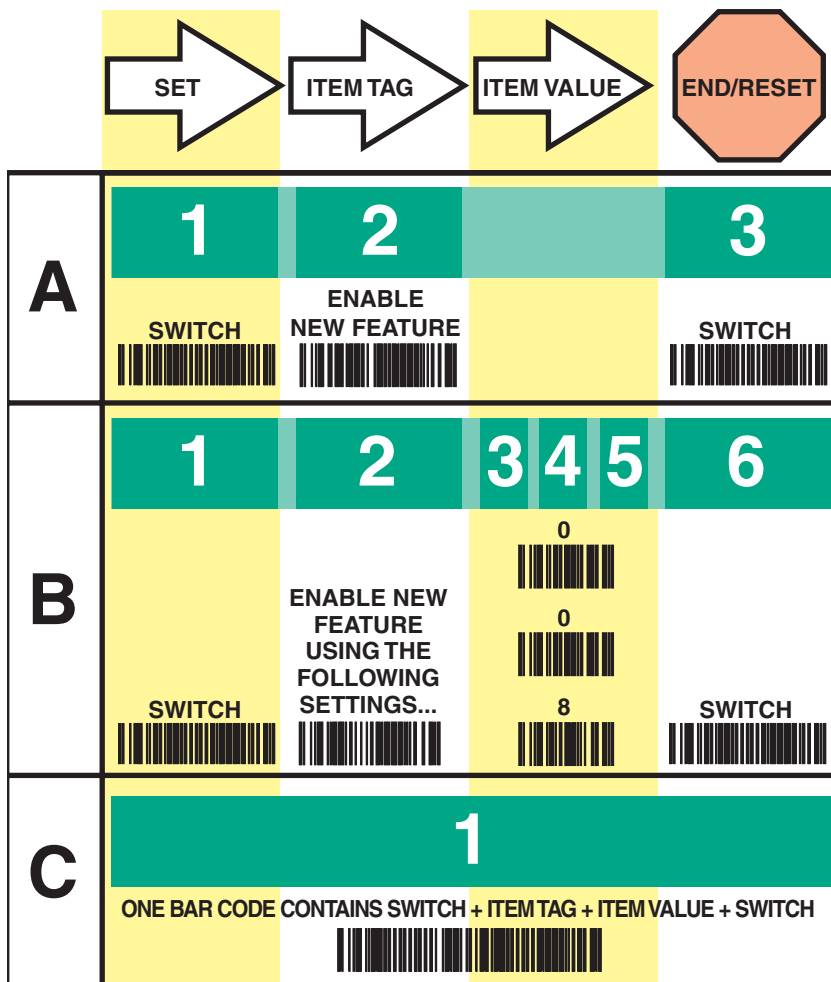 SET
ITEM TAG
ITEM VALUE
END/RESET
A
1
2
3
SWITCH
ENABLE
NEW FEATURE
SWITCH
B
1
2
3
4
5
6
SWITCH
ENABLE NEW
FEATURE
USING THE
FOLLOWING
SETTINGS...
0
0
8
SWITCH
C
1
ONE BAR CODE CONTAINS SWITCH + ITEM TAG + ITEM VALUE + SWITCH